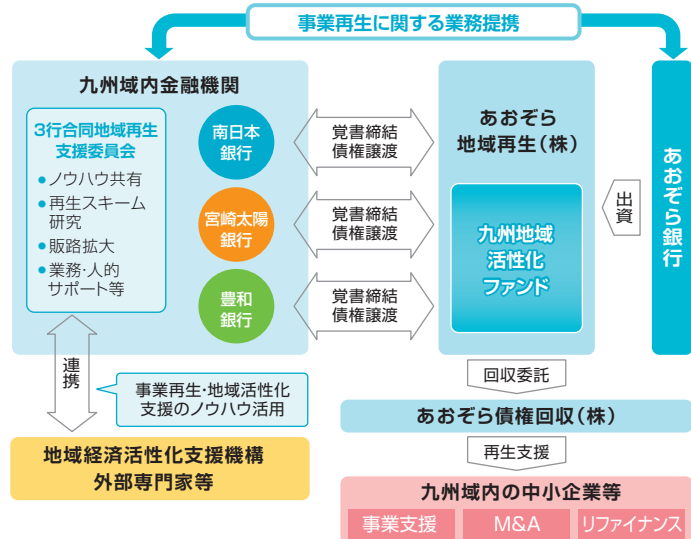 事業再生に関する業務提携
九州域内金融機関
3行合同地域再生
支援委員会
●ノウハウ共有
●再生スキーム
研究
●販路拡大
●業務・人的
サポート等
南日本
銀行
宮崎太陽
銀行
豊和
銀行
覚書締結
債権譲渡
覚書締結
債権譲渡
覚書締結
債権譲渡
あおぞら
地域再生（株）
九州地域
活性化
ファンド
出資
あおぞら銀行
連携
事業再生・地域活性化
支援のノウハウ活用
地域経済活性化支援機構
外部専門家等
回収委託
あおぞら債権回収（株）
再生支援
九州域内の中小企業等
事業支援
M&A
リファイナンス